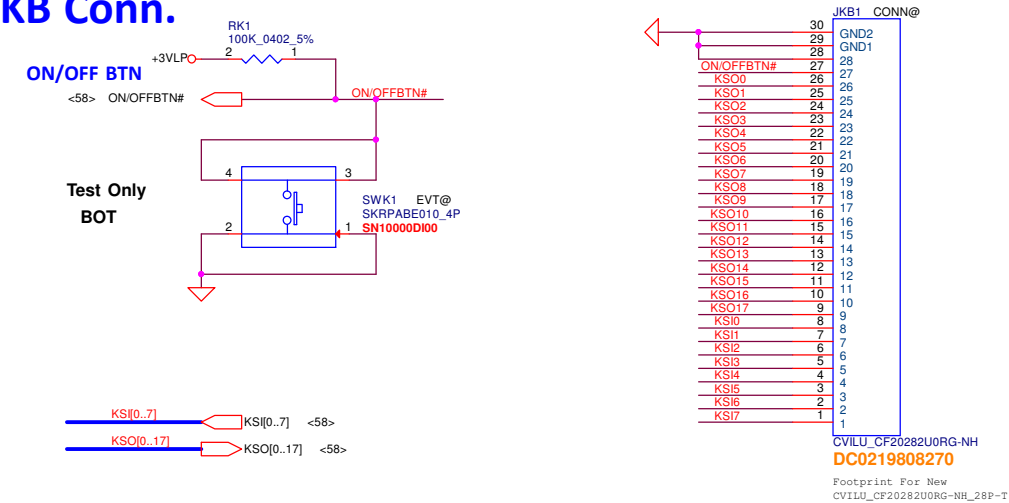 KB Conn.
ON/OFF BTN
RK1
100K_0402_5%
+3VLP
2
1
<58> ON/OFFBTN#
ON/OFFBTN#
Test Only
BOT
4
3
2
1
SWK1 EVT@
SKRPABE010_4P
SN10000DI00
KSI[0..7]
KSI[0..7] <58>
KSO[0..17]
KSO[0..17] <58>
JKB1 CONN@
30 GND2
29 GND1
28 28
ON/OFFBTN# 27 27
KSO0 26 26
KSO1 25 25
KSO2 24 24
KSO3 23 23
KSO4 22 22
KSO5 21 21
KSO6 20 20
KSO7 19 19
KSO8 18 18
KSO9 17 17
KSO10 16 16
KSO11 15 15
KSO12 14 14
KSO13 13 13
KSO14 12 12
KSO15 11 11
KSO16 10 10
KSO17 9 9
KSI0 8 8
KSI1 7 7
KSI2 6 6
KSI3 5 5
KSI4 4 4
KSI5 3 3
KSI6 2 2
KSI7 1 1
CVILU_CF20282U0RG-NH
DC0219808270
Footprint For New
CVILU_CF20282U0RG-NH_28P-T